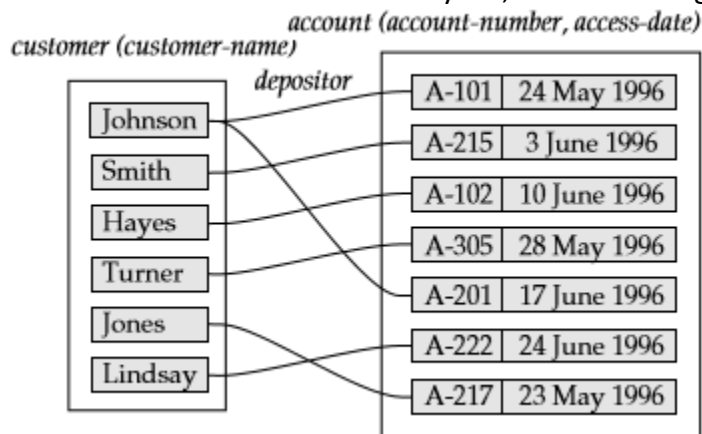 account (account-number, access-date)
customer (customer-name)
depositor
Johnson
Smith
Hayes
Turner
Jones
Lindsay
A-101 24 May 1996
A-215 3 June 1996
A-102 10 June 1996
A-305 28 May 1996
A-201 17 June 1996
A-222 24 June 1996
A-217 23 May 1996